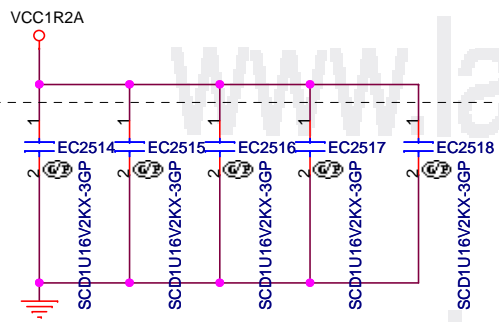 VCC1R2A
www.la
1 1 1 1 1
EC2514 EC2515 EC2516 EC2517 EC2518
2 2 2 2 2
G/P G/P G/P G/P G/P
SCD1U16V2KX-3GP SCD1U16V2KX-3GP SCD1U16V2KX-3GP SCD1U16V2KX-3GP SCD1U16V2KX-3GP